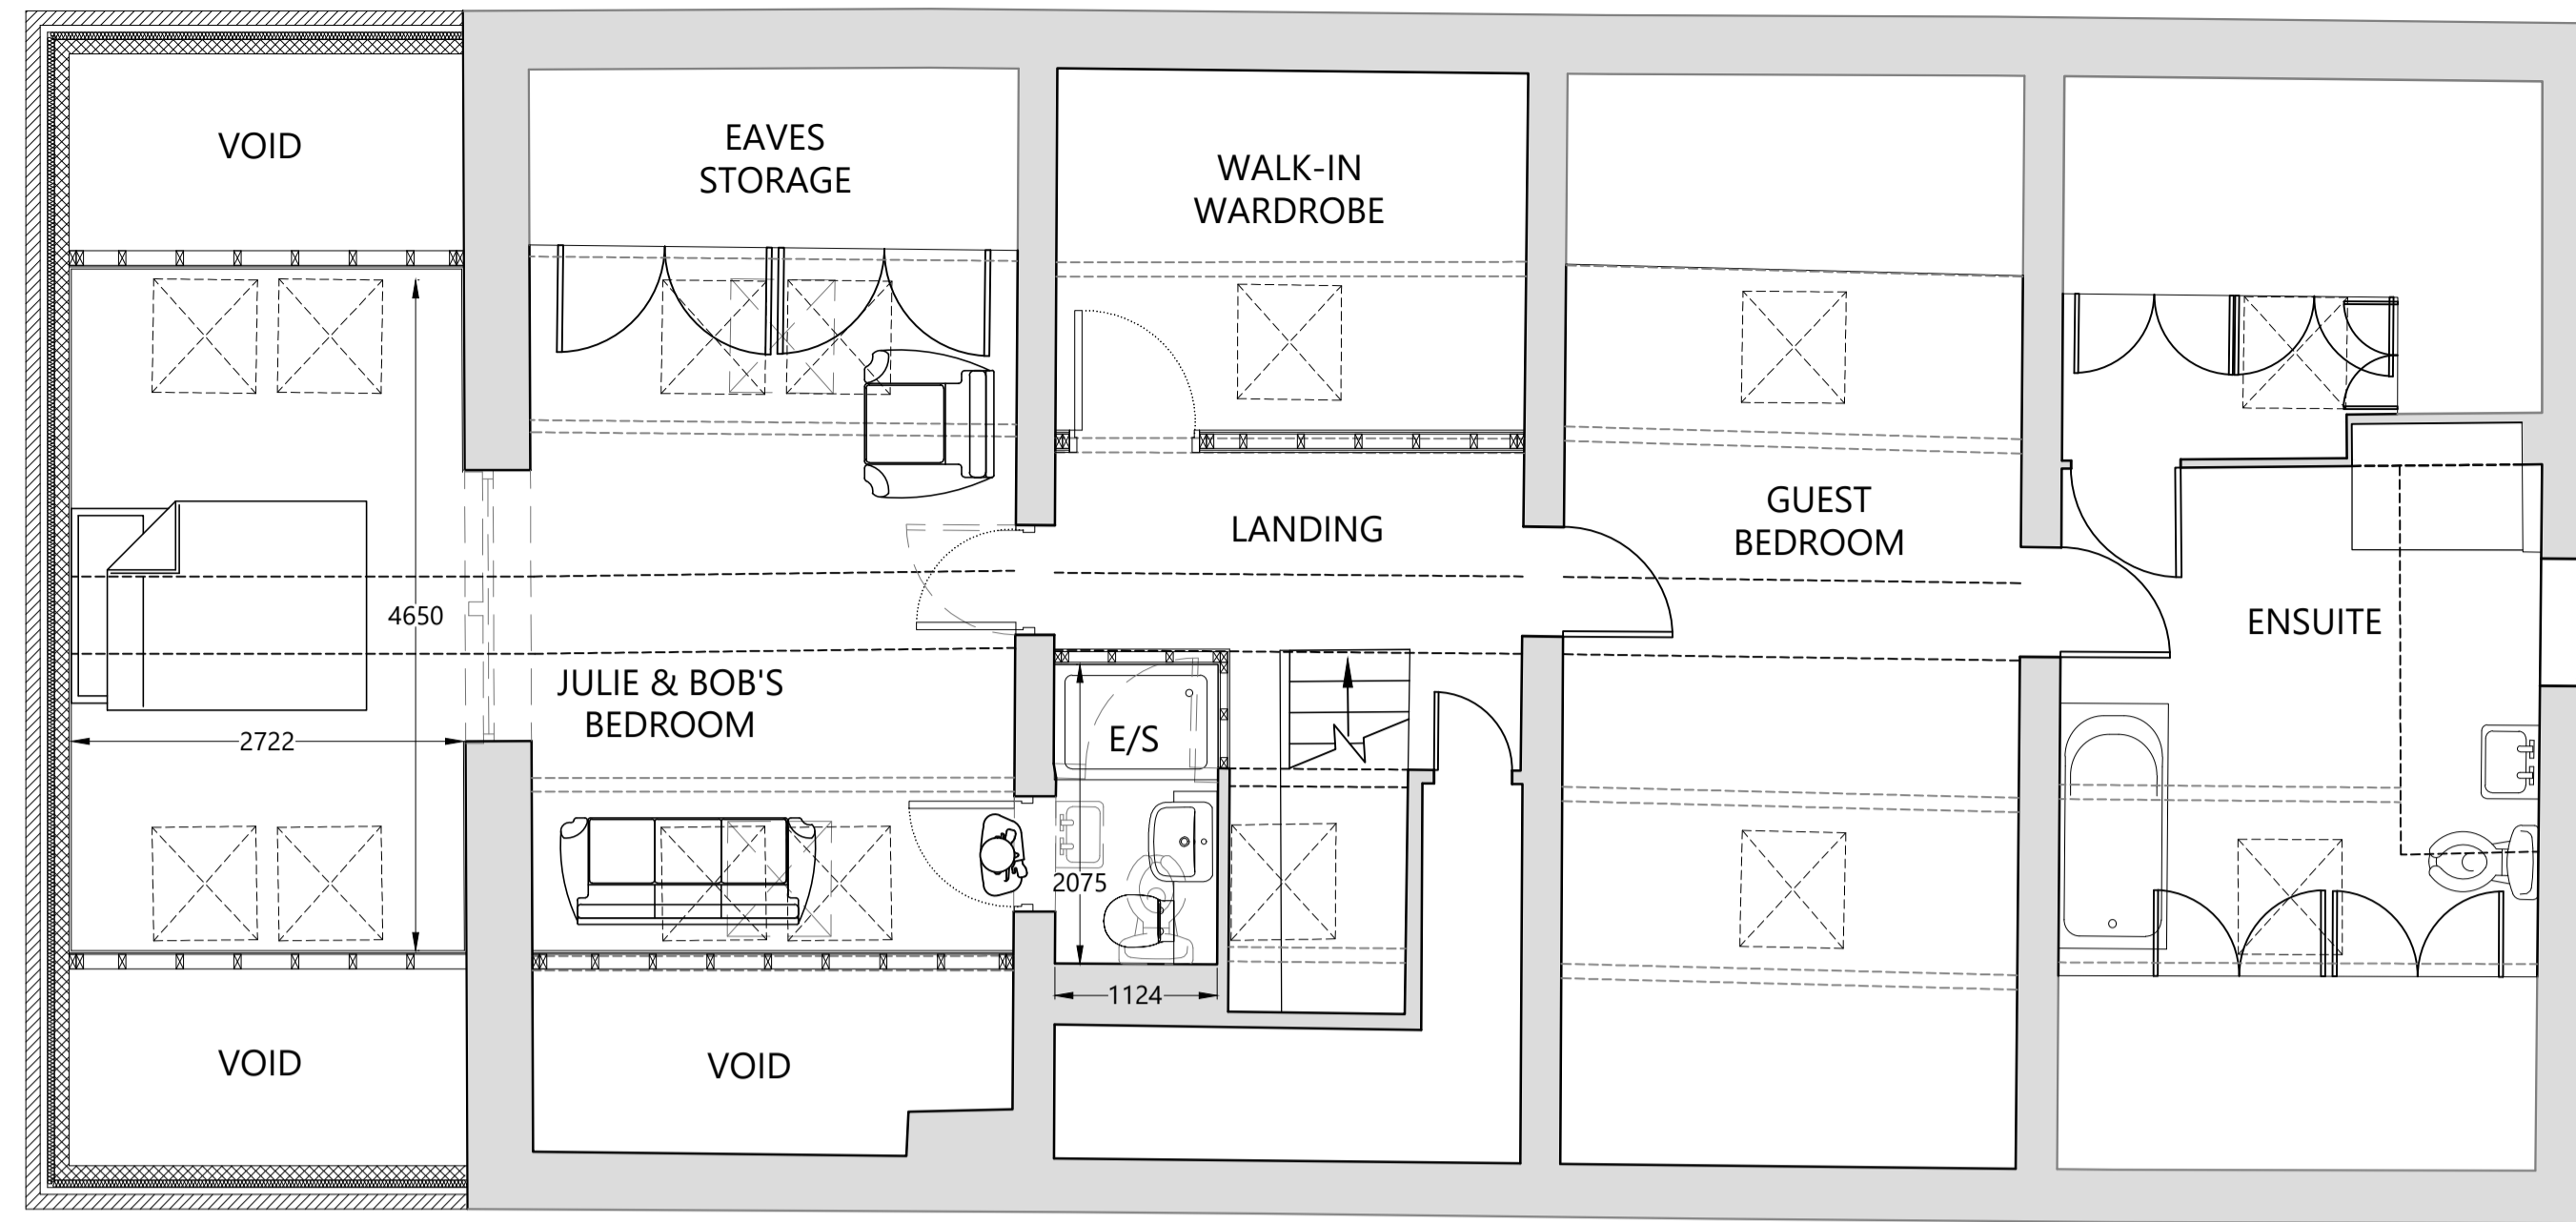 VOID
EAVES
STORAGE
WALK-IN
WARDROBE
GUEST
BEDROOM
LANDING
4650
ENSUITE
JULIE & BOB'S
BEDROOM
2722
E/S
2075
1124
VOID
VOID